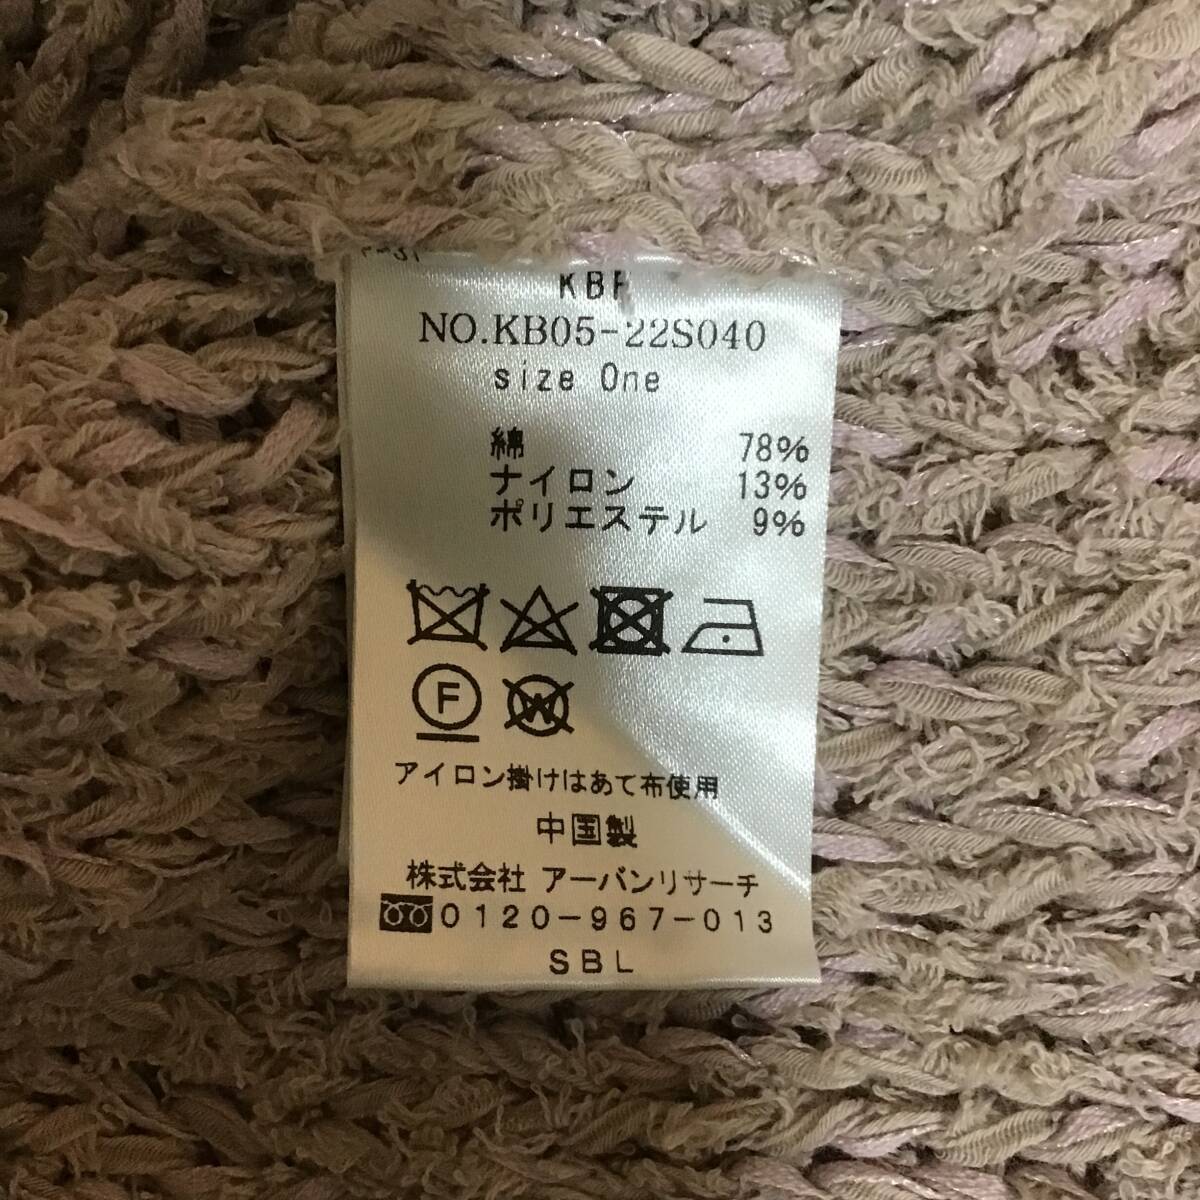 NO.KB05-22S040
size One
綿 78%
ナイロン 13%
ポリエステル 9%
F W
アイロン掛けはあて布使用
中国製
株式会社 アーバンリサーチ
0120-967-013
SBL